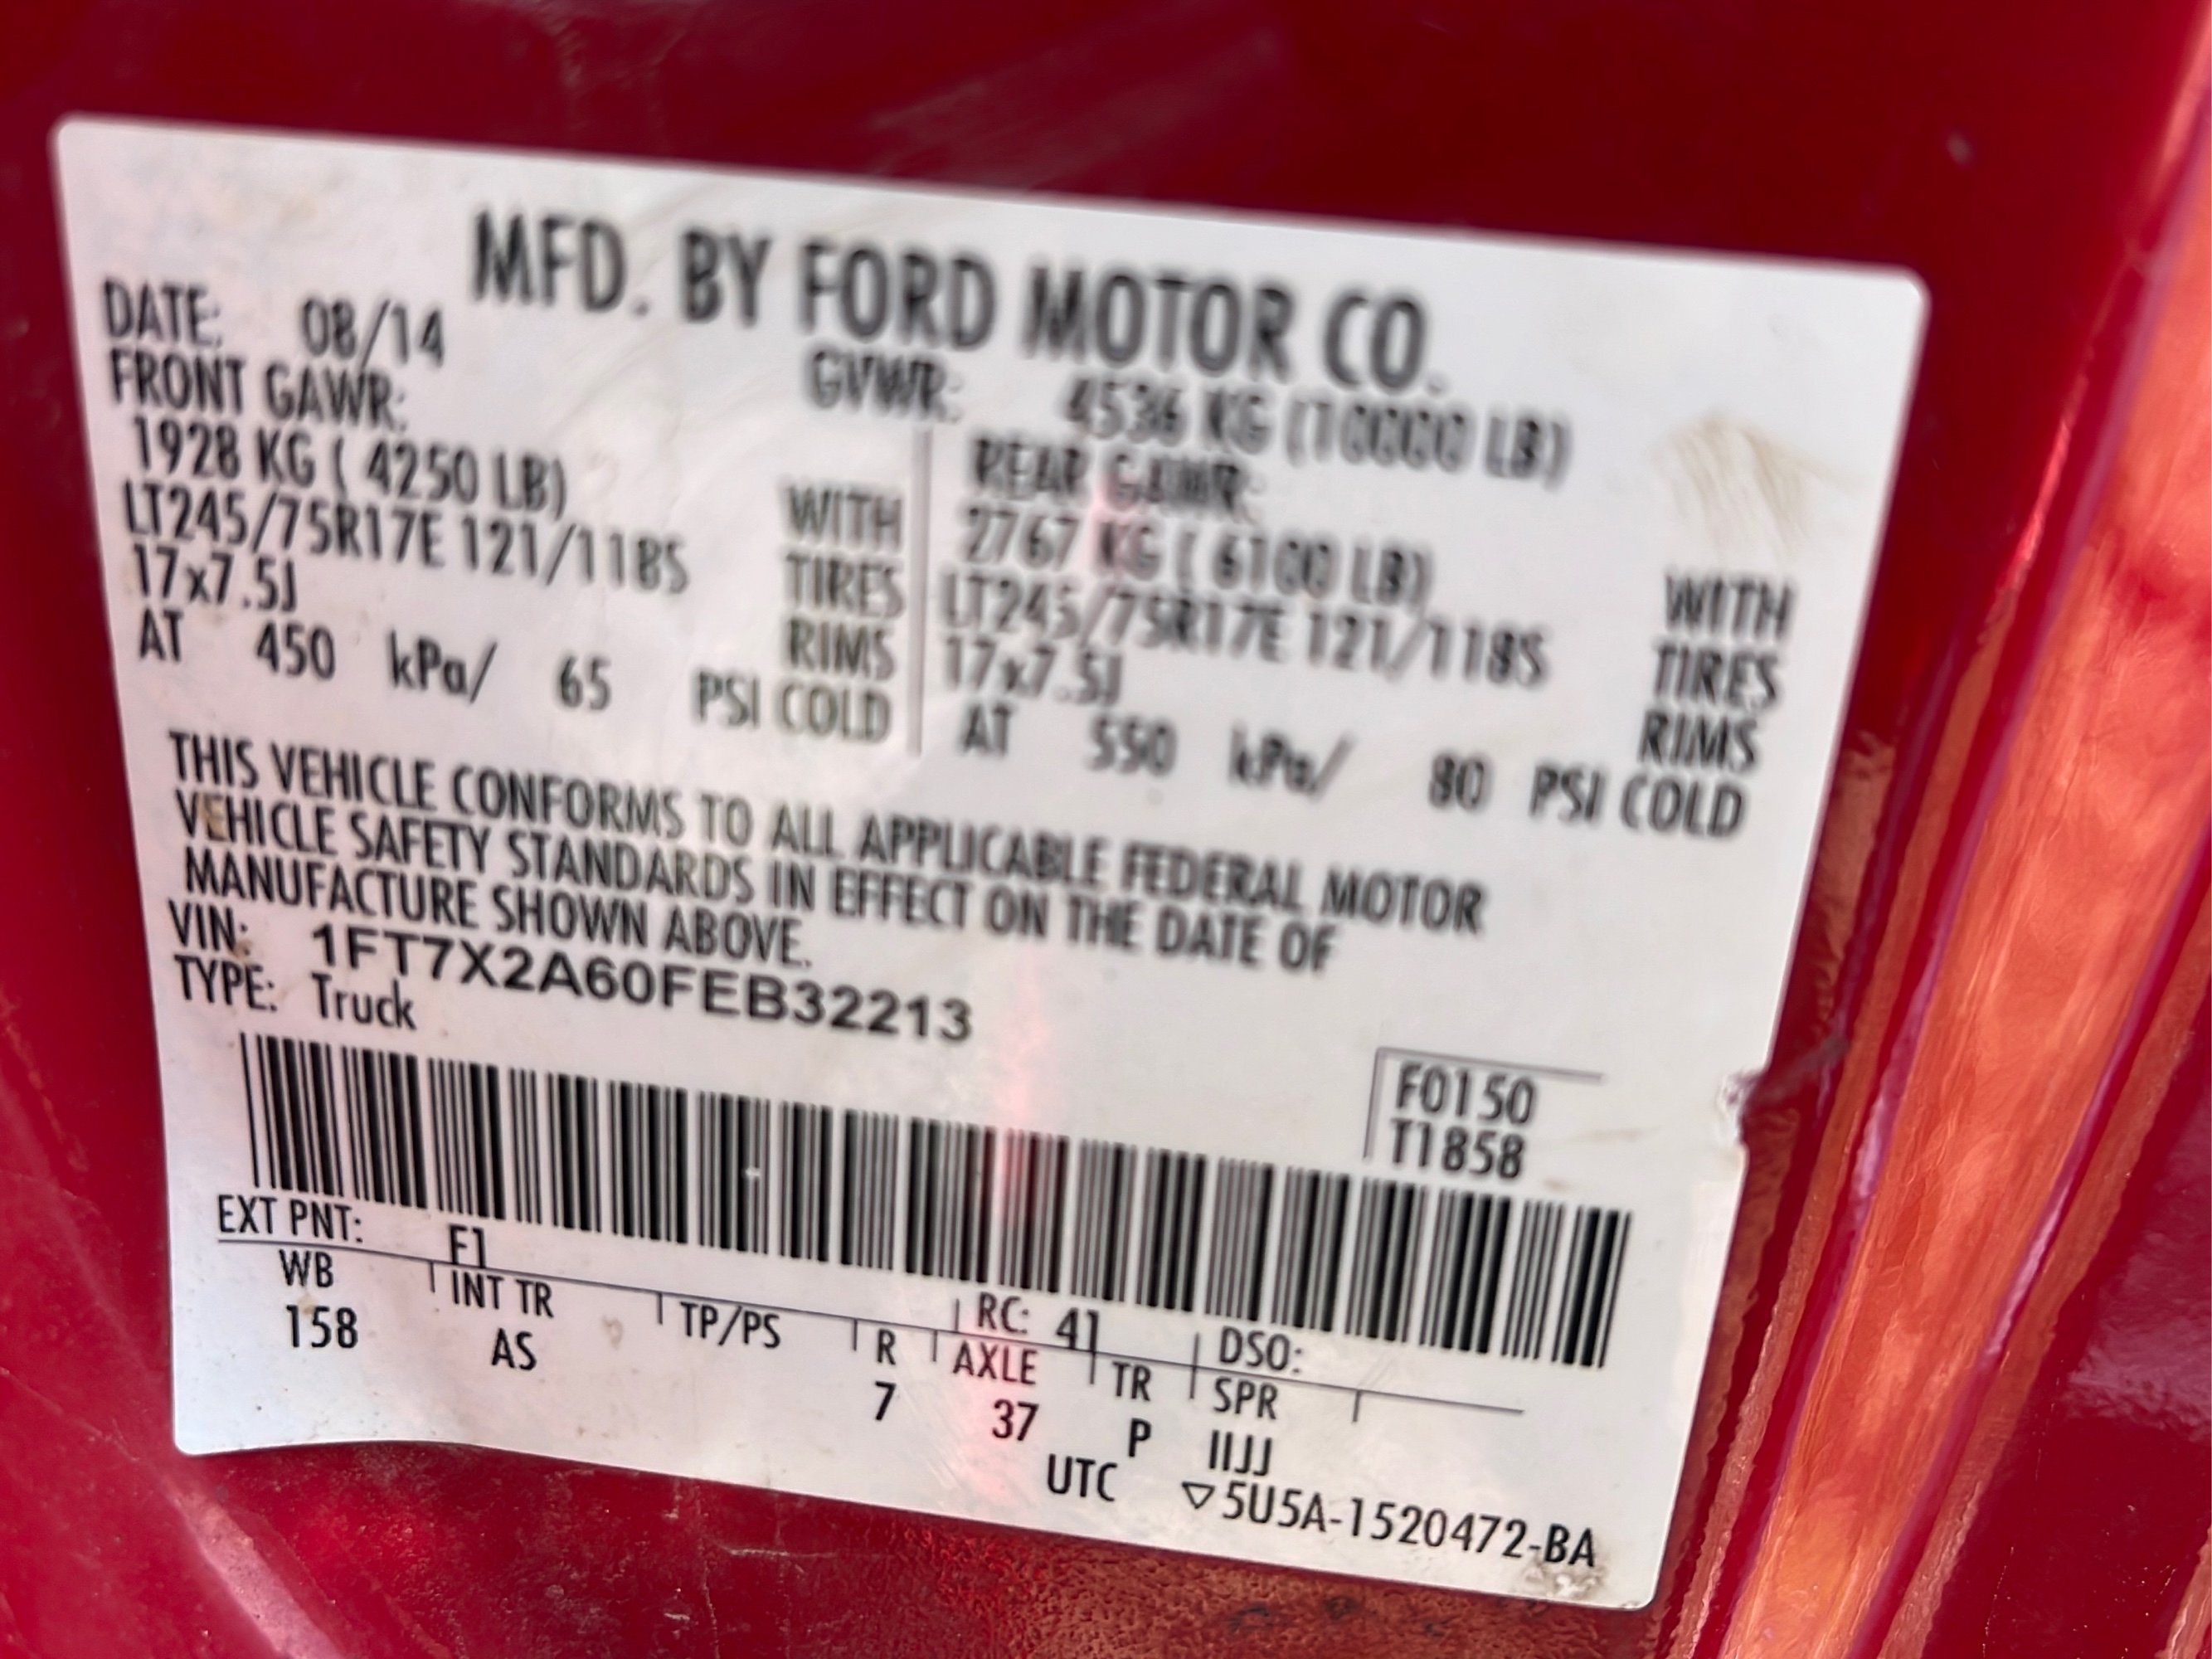 MFD. BY FORD MOTOR CO.
DATE: 08/14
GVWR: 4536 KG (10000 LB)
FRONT GAWR:
1928 KG ( 4250 LB) WITH
LT245/75R17E 121/118S TIRES
17x7.5J RIMS
AT 450 kPa/ 65 PSI COLD
REAR GAWR:
2767 KG ( 6100 LB) WITH
LT245/75R17E 121/118S TIRES
17x7.5J RIMS
AT 550 kPa/ 80 PSI COLD
THIS VEHICLE CONFORMS TO ALL APPLICABLE FEDERAL MOTOR
VEHICLE SAFETY STANDARDS IN EFFECT ON THE DATE OF
MANUFACTURE SHOWN ABOVE.
VIN: 1FT7X2A60FEB32213
TYPE: Truck
F0150
T1858
EXT PNT: F1 RC: 41 DSO:
WB INT TR TP/PS R AXLE TR SPR
158 AS 7 37 P IIJJ
UTC ▽5U5A-1520472-BA